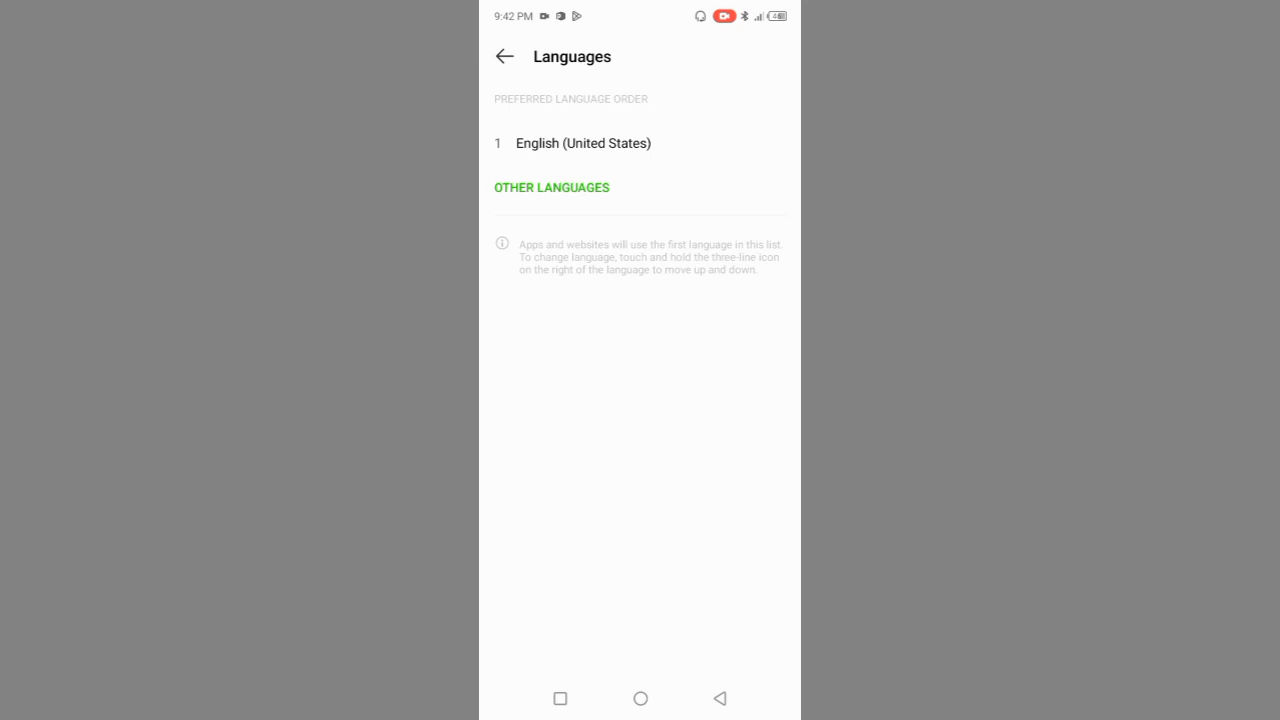 9:42 PM
Languages
PREFERRED LANGUAGE ORDER
1 English (United States)
OTHER LANGUAGES
Apps and websites will use the first language in this list.
To change language, touch and hold the three-line icon
on the right of the language to move up and down.